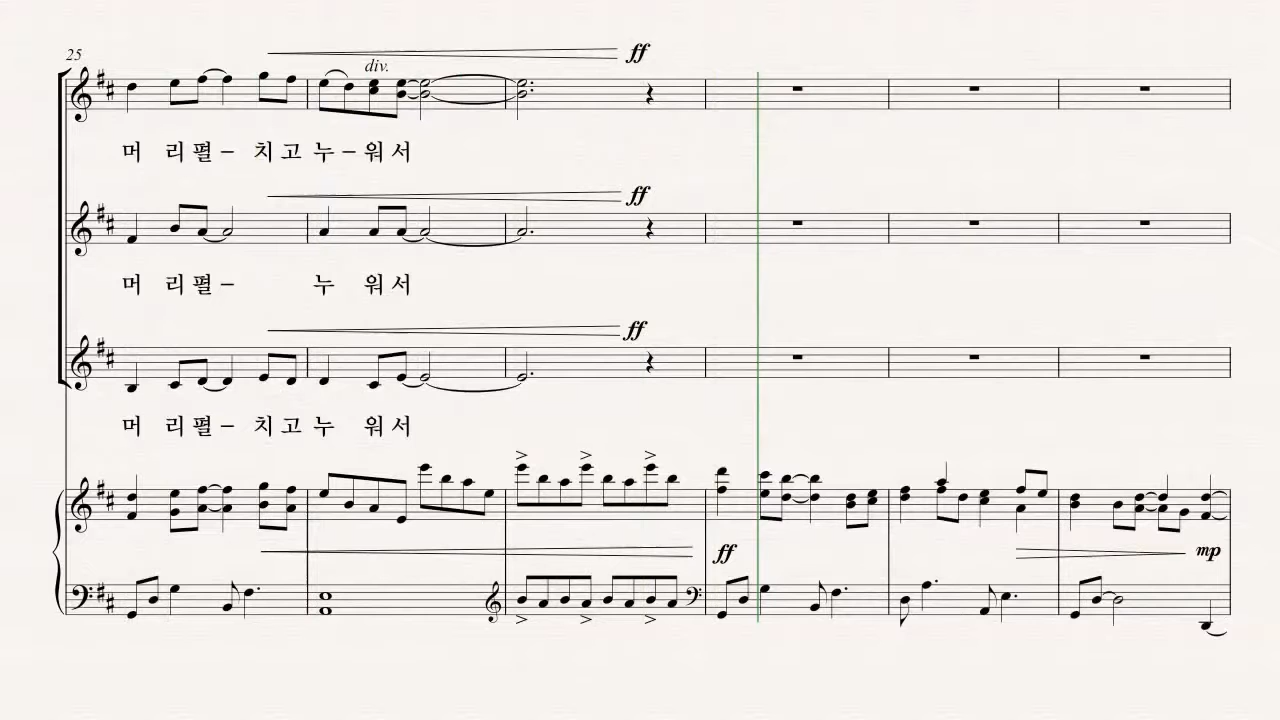 25
ff
div.
머 리 펼 – 치 고 누 – 워 서
ff
머 리 펼 – 누 워 서
ff
머 리 펼 – 치 고 누 워 서
ff
mp